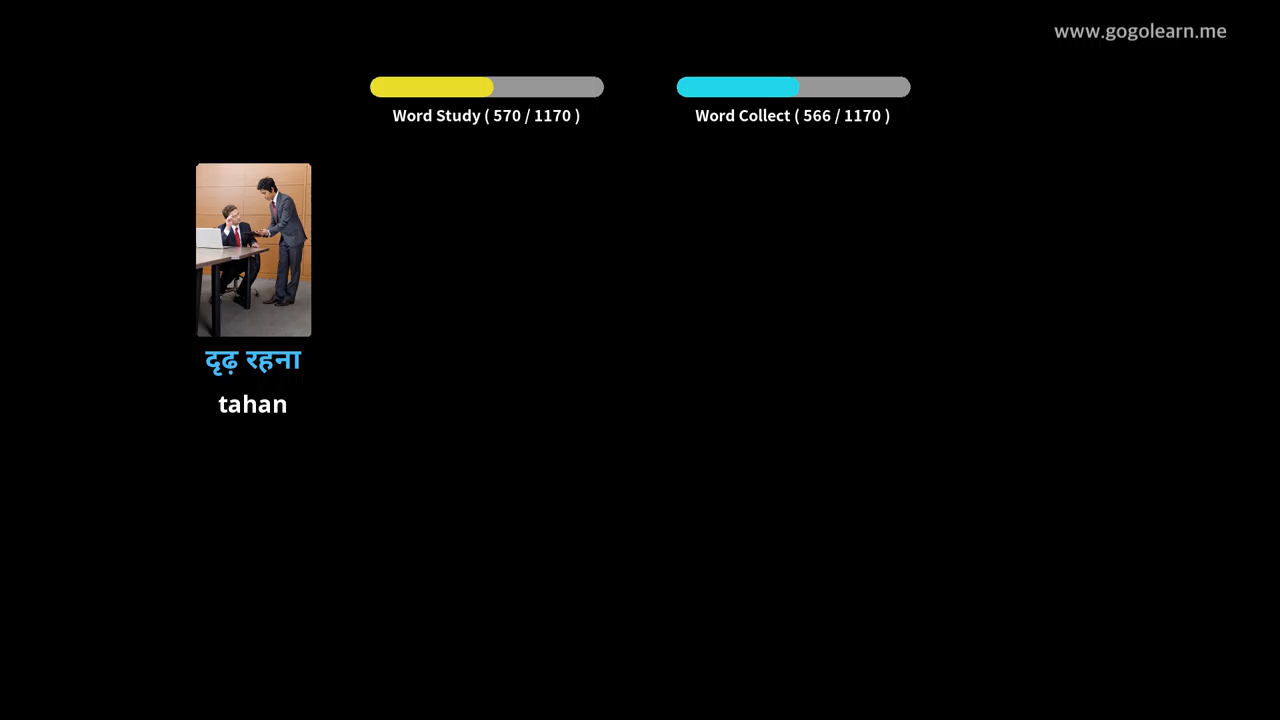 www.gogolearn.me
Word Study ( 570 / 1170 )
Word Collect ( 566 / 1170 )
दृढ़ रहना
tahan